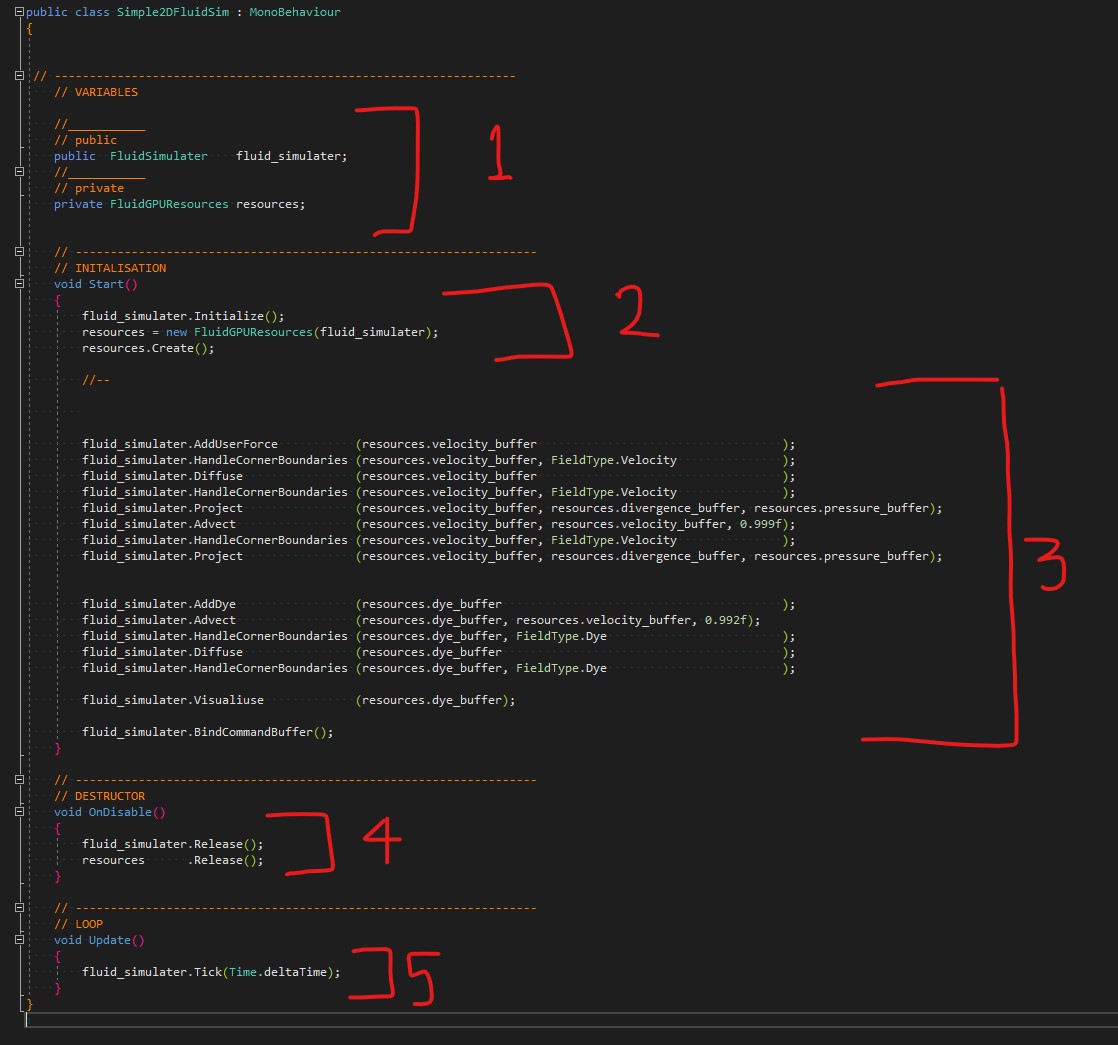 public class Simple2DFluidSim : MonoBehaviour
{
// ------------------------------------------------------------------
// VARIABLES
//___________
// public
public  FluidSimulater    fluid_simulater;
//___________
// private
private FluidGPUResources resources;
1
// ------------------------------------------------------------------
// INITALISATION
void Start()
{
fluid_simulater.Initialize();
resources = new FluidGPUResources(fluid_simulater);
resources.Create();
2
//--
fluid_simulater.AddUserForce           (resources.velocity_buffer                                   );
fluid_simulater.HandleCornerBoundaries (resources.velocity_buffer, FieldType.Velocity               );
fluid_simulater.Diffuse                (resources.velocity_buffer                                   );
fluid_simulater.HandleCornerBoundaries (resources.velocity_buffer, FieldType.Velocity               );
fluid_simulater.Project                (resources.velocity_buffer, resources.divergence_buffer, resources.pressure_buffer);
fluid_simulater.Advect                 (resources.velocity_buffer, resources.velocity_buffer, 0.999f);
fluid_simulater.HandleCornerBoundaries (resources.velocity_buffer, FieldType.Velocity               );
fluid_simulater.Project                (resources.velocity_buffer, resources.divergence_buffer, resources.pressure_buffer);
fluid_simulater.AddDye                 (resources.dye_buffer                                        );
fluid_simulater.Advect                 (resources.dye_buffer, resources.velocity_buffer, 0.992f);
fluid_simulater.HandleCornerBoundaries (resources.dye_buffer, FieldType.Dye                         );
fluid_simulater.Diffuse                (resources.dye_buffer                                        );
fluid_simulater.HandleCornerBoundaries (resources.dye_buffer, FieldType.Dye                         );
fluid_simulater.Visualiuse             (resources.dye_buffer);
fluid_simulater.BindCommandBuffer();
3
}
// ------------------------------------------------------------------
// DESTRUCTOR
void OnDisable()
{
fluid_simulater.Release();
resources      .Release();
4
}
// ------------------------------------------------------------------
// LOOP
void Update()
{
fluid_simulater.Tick(Time.deltaTime);
5
}
}